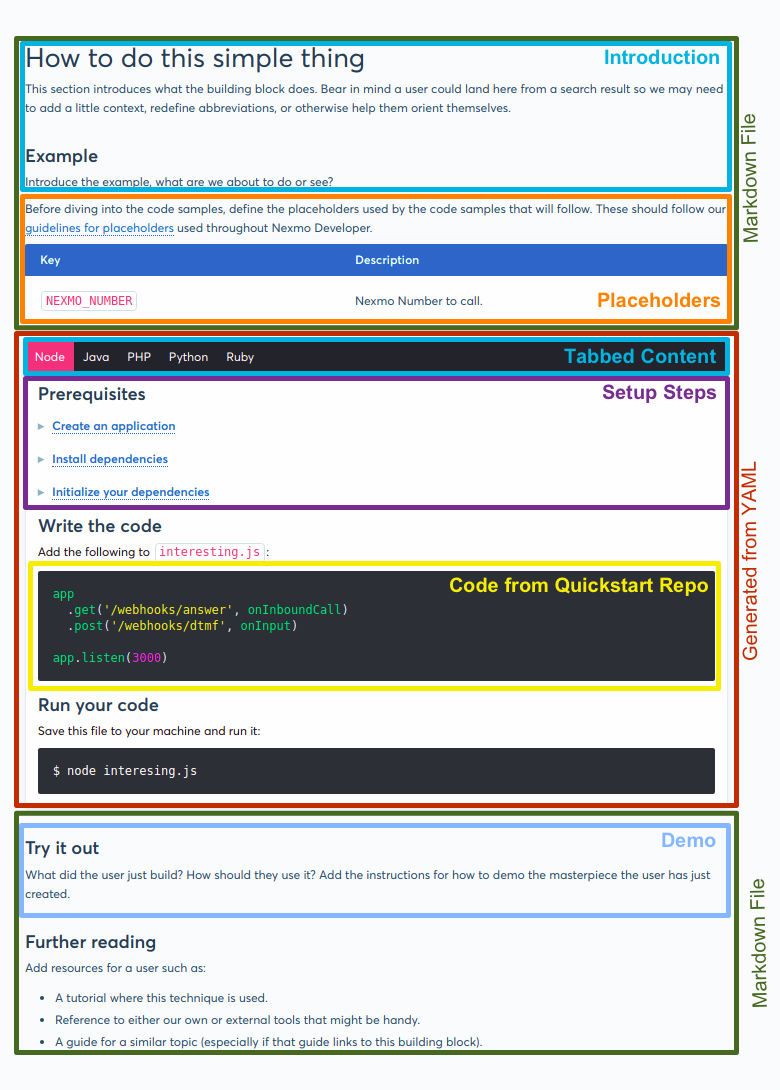 How to do this simple thing
Introduction
This section introduces what the building block does. Bear in mind a user could land here from a search result so we may need
to add a little context, redefine abbreviations, or otherwise help them orient themselves.
Example
Introduce the example, what are we about to do or see?
Markdown File
Before diving into the code samples, define the placeholders used by the code samples that will follow. These should follow our
guidelines for placeholders used throughout Nexmo Developer.
Key Description
NEXMO_NUMBER Nexmo Number to call.
Placeholders
Node Java PHP Python Ruby
Tabbed Content
Prerequisites
Setup Steps
► Create an application
► Install dependencies
► Initialize your dependencies
Generated from YAML
Write the code
Add the following to interesting.js :
Code from Quickstart Repo
app
.get('/webhooks/answer', onInboundCall)
.post('/webhooks/dtmf', onInput)
app.listen(3000)
Run your code
Save this file to your machine and run it:
$ node interesing.js
Demo
Try it out
What did the user just build? How should they use it? Add the instructions for how to demo the masterpiece the user has just
created.
Markdown File
Further reading
Add resources for a user such as:
• A tutorial where this technique is used.
• Reference to either our own or external tools that might be handy.
• A guide for a similar topic (especially if that guide links to this building block).